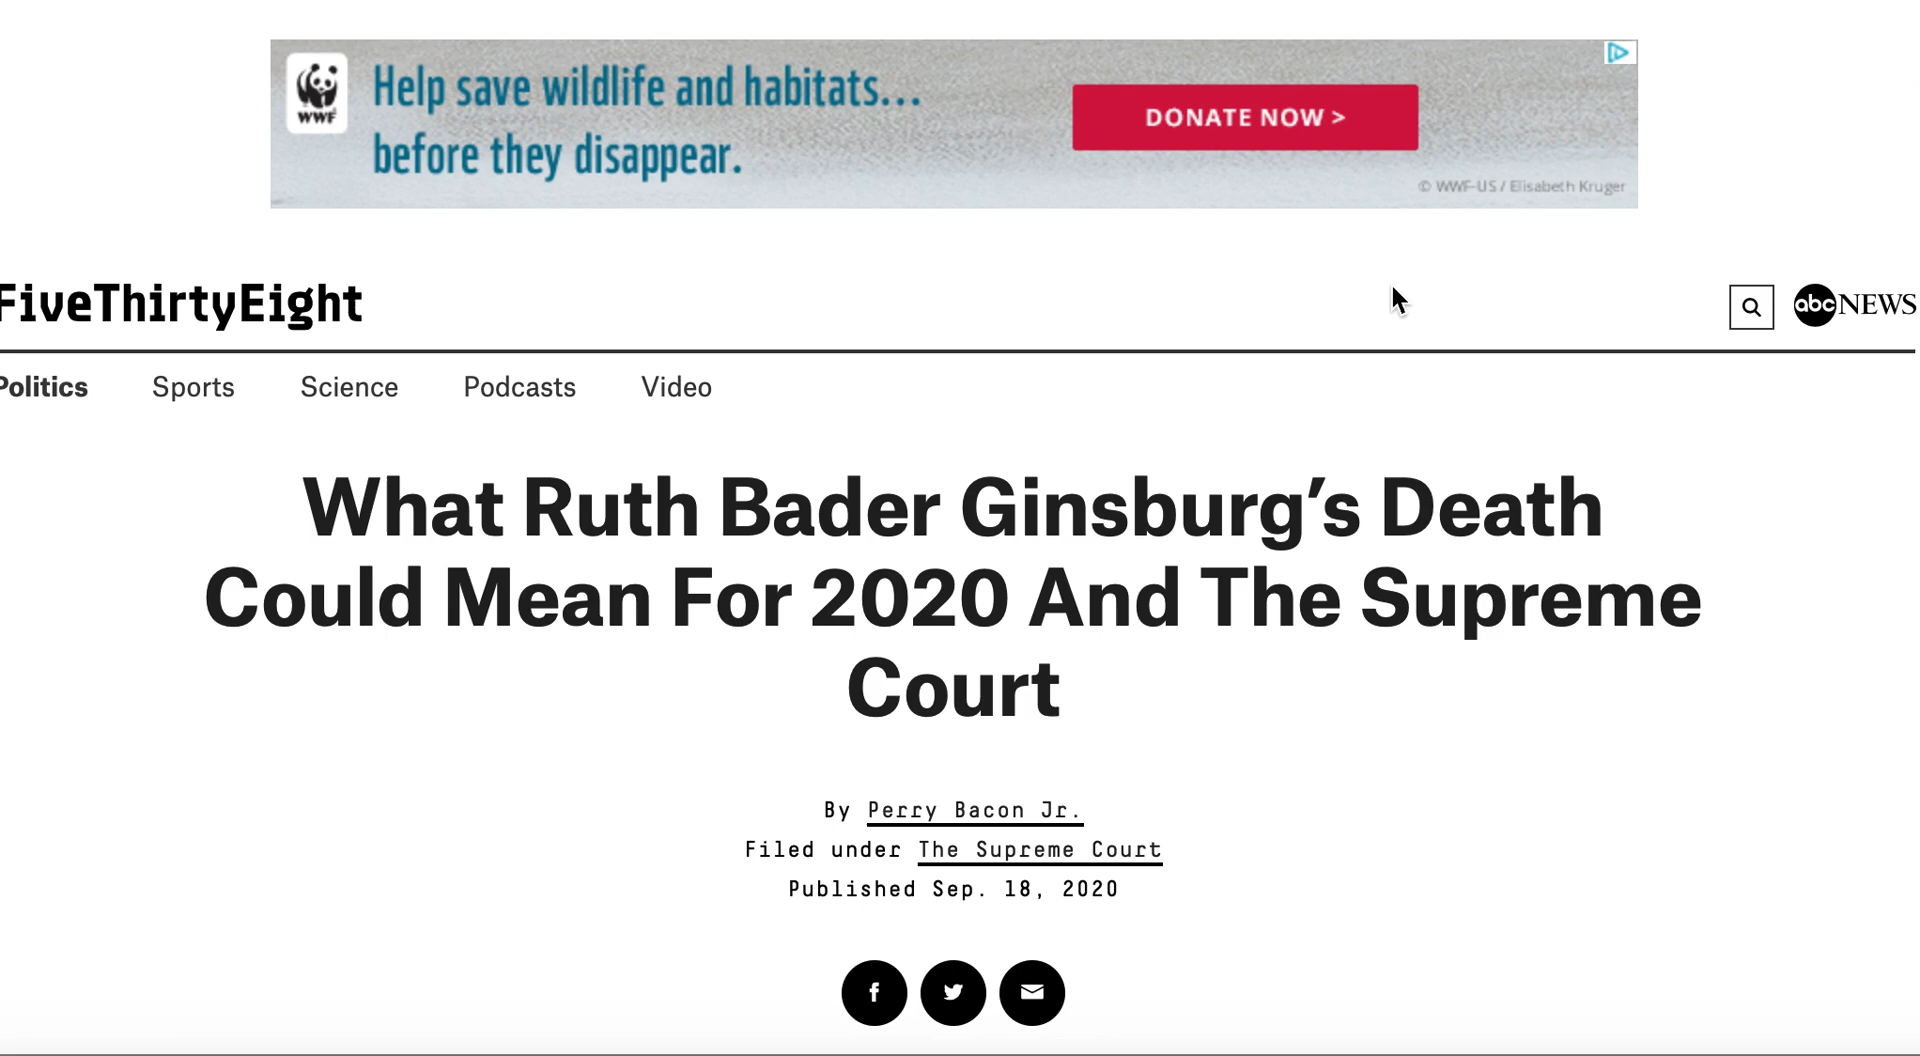 WWF
Help save wildlife and habitats...
before they disappear.
DONATE NOW >
© WWF-US / Elisabeth Kruger
FiveThirtyEight
abc NEWS
Politics Sports Science Podcasts Video
What Ruth Bader Ginsburg’s Death
Could Mean For 2020 And The Supreme
Court
By Perry Bacon Jr.
Filed under The Supreme Court
Published Sep. 18, 2020